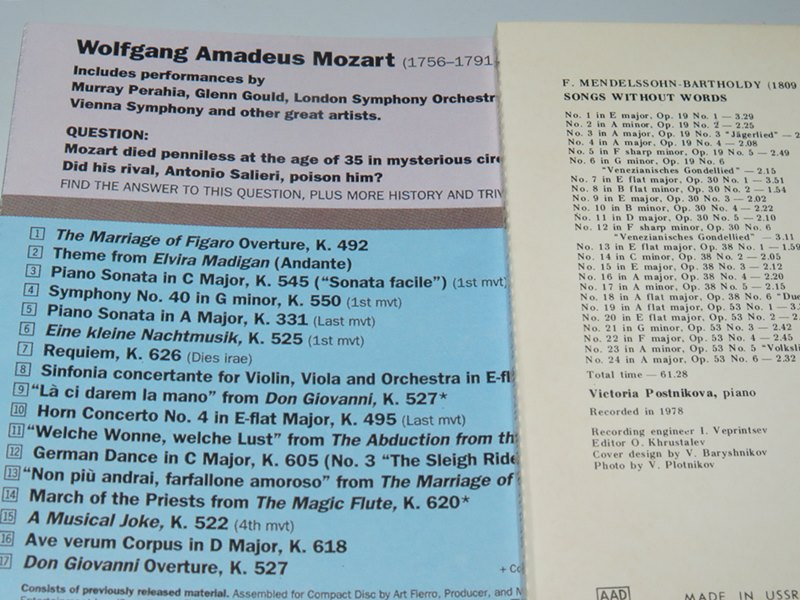 Wolfgang Amadeus Mozart (1756–1791
Includes performances by
Murray Perahia, Glenn Gould, London Symphony Orchestr
Vienna Symphony and other great artists.
QUESTION:
Mozart died penniless at the age of 35 in mysterious circ
Did his rival, Antonio Salieri, poison him?
FIND THE ANSWER TO THIS QUESTION, PLUS MORE HISTORY AND TRIV
1 The Marriage of Figaro Overture, K. 492
2 Theme from Elvira Madigan (Andante)
3 Piano Sonata in C Major, K. 545 ("Sonata facile") (1st mvt)
4 Symphony No. 40 in G minor, K. 550 (1st mvt)
5 Piano Sonata in A Major, K. 331 (Last mvt)
6 Eine kleine Nachtmusik, K. 525 (1st mvt)
7 Requiem, K. 626 (Dies irae)
8 Sinfonia concertante for Violin, Viola and Orchestra in E-fl
9 "Là ci darem la mano" from Don Giovanni, K. 527*
10 Horn Concerto No. 4 in E-flat Major, K. 495 (Last mvt)
11 "Welche Wonne, welche Lust" from The Abduction from th
12 German Dance in C Major, K. 605 (No. 3 "The Sleigh Ride
13 "Non più andrai, farfallone amoroso" from The Marriage of
14 March of the Priests from The Magic Flute, K. 620*
15 A Musical Joke, K. 522 (4th mvt)
16 Ave verum Corpus in D Major, K. 618
17 Don Giovanni Overture, K. 527
+ Co
Consists of previously released material. Assembled for Compact Disc by Art Fierro, Producer, and
F. MENDELSSOHN-BARTHOLDY (1809
SONGS WITHOUT WORDS
No. 1 in E major, Op. 19 No. 1 — 3.29
No. 2 in A minor, Op. 19 No. 2 — 2.25
No. 3 in A major, Op. 19 No. 3 "Jägerlied" — 2
No. 4 in A major, Op. 19 No. 4 — 2.08
No. 5 in F sharp minor, Op. 19 No. 5 — 2.49
No. 6 in G minor, Op. 19 No. 6
"Venezianisches Gondellied" — 2.15
No. 7 in E flat major, Op. 30 No. 1 — 3.51
No. 8 in B flat minor, Op. 30 No. 2 — 1.54
No. 9 in E major, Op. 30 No. 3 — 2.02
No. 10 in B minor, Op. 30 No. 4 — 2.22
No. 11 in D major, Op. 30 No. 5 — 2.10
No. 12 in F sharp minor, Op. 30 No. 6
"Venezianisches Gondellied" — 3.11
No. 13 in E flat major, Op. 38 No. 1 — 1.59
No. 14 in C minor, Op. 38 No. 2 — 2.05
No. 15 in E major, Op. 38 No. 3 — 2.12
No. 16 in A major, Op. 38 No. 4 — 2.20
No. 17 in A minor, Op. 38 No. 5 — 2.15
No. 18 in A flat major, Op. 38 No. 6 "Due
No. 19 in A flat major, Op. 53 No. 1 — 3.
No. 20 in E flat major, Op. 53 No. 2 — 2.
No. 21 in G minor, Op. 53 No. 3 — 2.42
No. 22 in F major, Op. 53 No. 4 — 2.45
No. 23 in A minor, Op. 53 No. 5 "Volksli
No. 24 in A major, Op. 53 No. 6 — 2.32
Total time — 61.28
Victoria Postnikova, piano
Recorded in 1978
Recording engineer I. Veprintsev
Editor O. Khrustalev
Cover design by V. Baryshnikov
Photo by V. Plotnikov
AAD MADE IN USSR